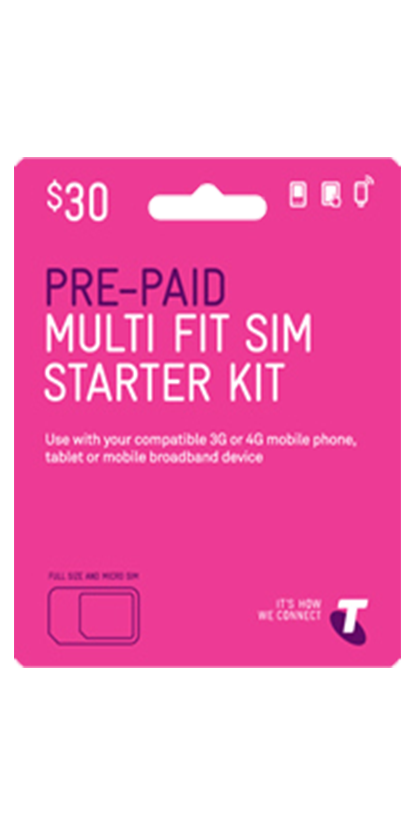 $30
PRE-PAID
MULTI FIT SIM
STARTER KIT
Use with your compatible 3G or 4G mobile phone,
tablet or mobile broadband device
FULL SIZE AND MICRO SIM
IT'S HOW
WE CONNECT
T